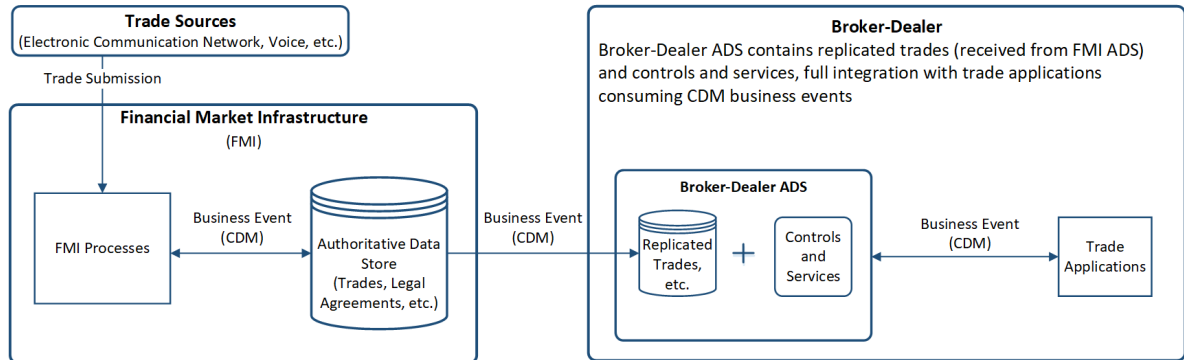 Trade Sources
(Electronic Communication Network, Voice, etc.)
Trade Submission
Financial Market Infrastructure
(FMI)
FMI Processes
Business Event
(CDM)
Authoritative Data
Store
(Trades, Legal
Agreements, etc.)
Business Event
(CDM)
Broker-Dealer
Broker-Dealer ADS contains replicated trades (received from FMI ADS)
and controls and services, full integration with trade applications
consuming CDM business events
Broker-Dealer ADS
Replicated
Trades,
etc.
+
Controls
and
Services
Business Event
(CDM)
Trade
Applications